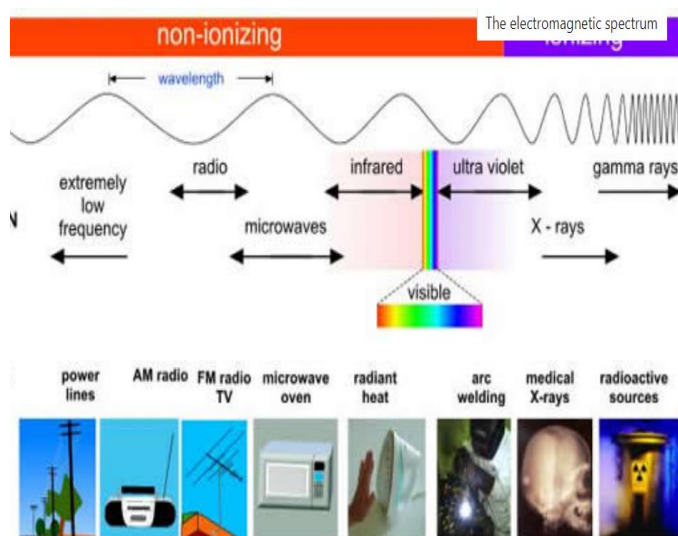 The electromagnetic spectrum
non-ionizing
ionizing
wavelength
radio
infrared
ultra violet
gamma rays
extremely
low
frequency
microwaves
X - rays
visible
power
lines
AM radio
FM radio
TV
microwave
oven
radiant
heat
arc
welding
medical
X-rays
radioactive
sources